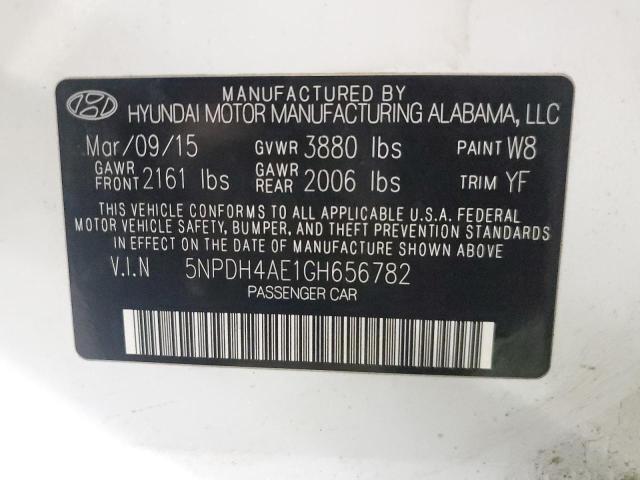 MANUFACTURED BY
HYUNDAI MOTOR MANUFACTURING ALABAMA, LLC
Mar/09/15 GVWR 3880 lbs PAINT W8
GAWR FRONT 2161 lbs GAWR REAR 2006 lbs TRIM YF
THIS VEHICLE CONFORMS TO ALL APPLICABLE U.S.A. FEDERAL
MOTOR VEHICLE SAFETY, BUMPER, AND THEFT PREVENTION STANDARDS
IN EFFECT ON THE DATE OF MANUFACTURE SHOWN ABOVE.
V.I.N 5NPDH4AE1GH656782
PASSENGER CAR